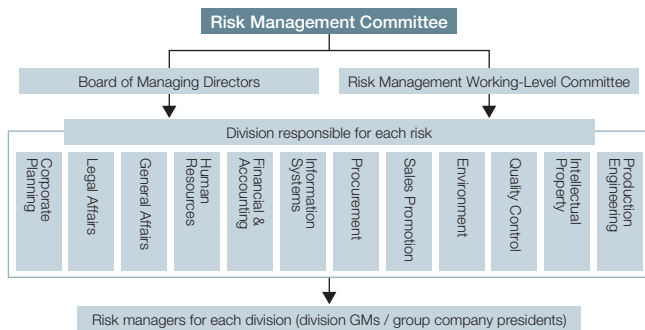 Risk Management Committee
Board of Managing Directors
Risk Management Working-Level Committee
Division responsible for each risk
Corporate
Planning
Legal Affairs
General Affairs
Human
Resources
Financial &
Accounting
Information
Systems
Procurement
Sales Promotion
Environment
Quality Control
Intellectual
Property
Production
Engineering
Risk managers for each division (division GMs / group company presidents)